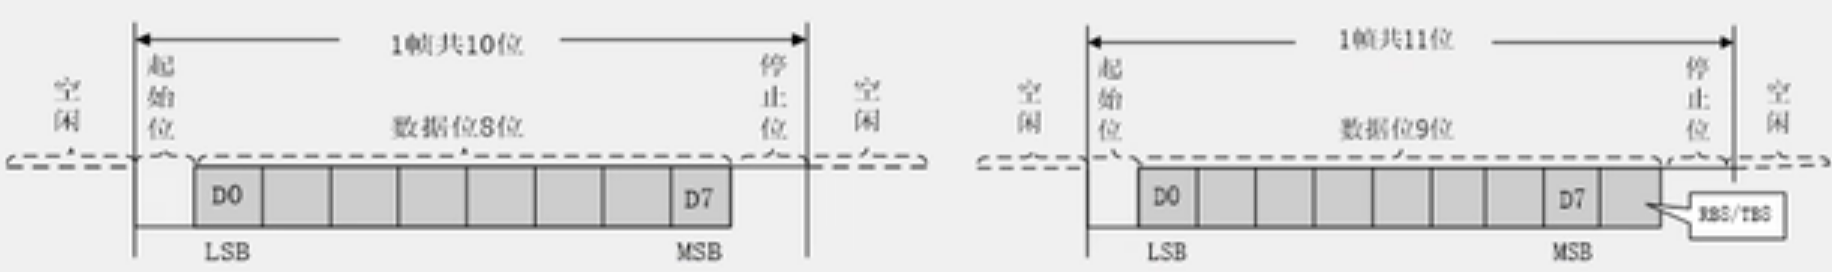 1帧共10位
空闲
起始位
数据位8位
停止位
空闲
D0
D7
LSB
MSB
1帧共11位
空闲
起始位
数据位9位
停止位
空闲
D0
D7
RB8/TB8
LSB
MSB